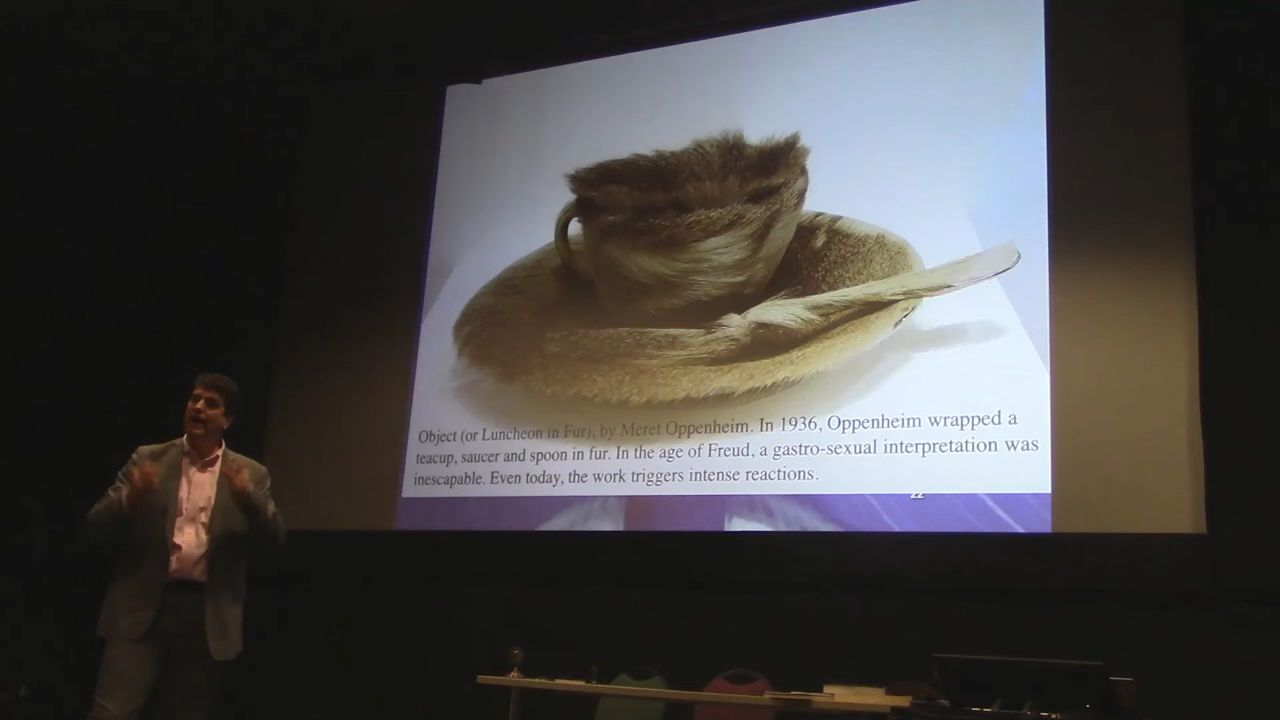 Object (or Luncheon in Fur), by Meret Oppenheim. In 1936, Oppenheim wrapped a
teacup, saucer and spoon in fur. In the age of Freud, a gastro-sexual interpretation was
inescapable. Even today, the work triggers intense reactions.
22